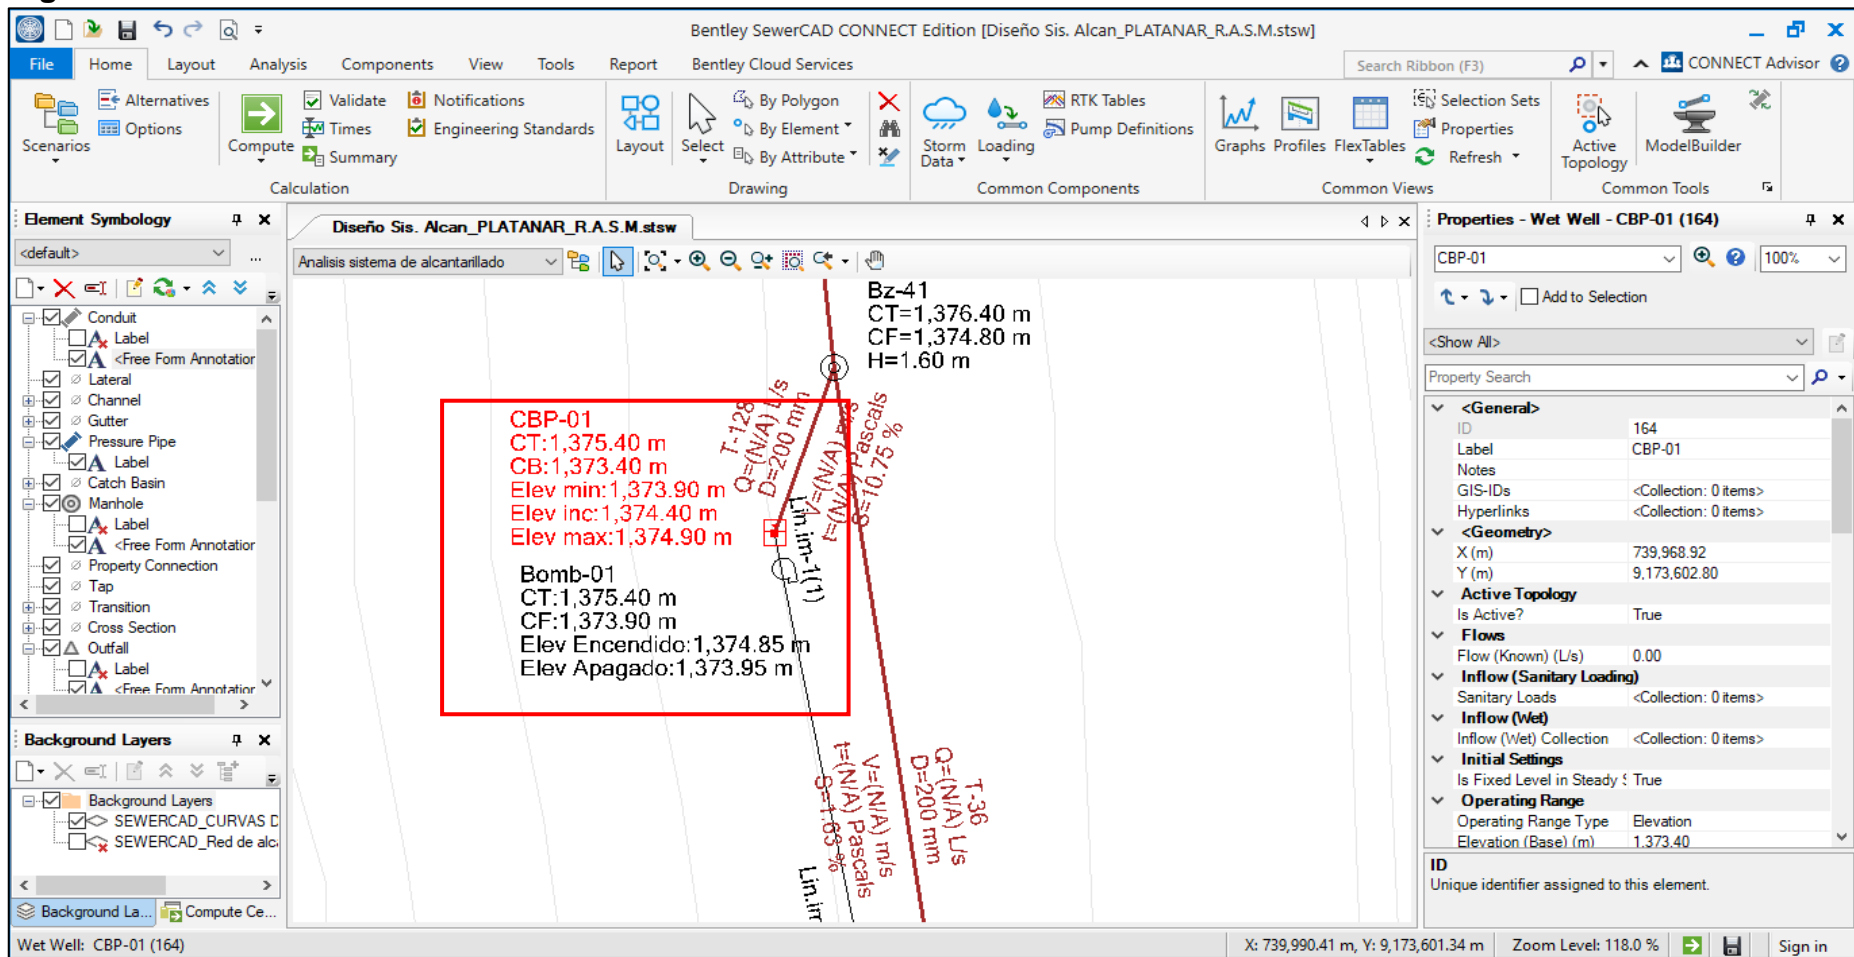 Bentley SewerCAD CONNECT Edition [Diseño Sis. Alcan_PLATANAR_R.A.S.M.stsw]
File Home Layout Analysis Components View Tools Report Bentley Cloud Services
Search Ribbon (F3)
CONNECT Advisor
Scenarios
Alternatives
Options
Compute
Validate
Times
Summary
Notifications
Engineering Standards
Calculation
Layout
Select
By Polygon
By Element
By Attribute
Drawing
Storm Data
Loading
RTK Tables
Pump Definitions
Common Components
Graphs
Profiles
FlexTables
Selection Sets
Properties
Refresh
Common Views
Active Topology
ModelBuilder
Common Tools
Element Symbology
<default>
...
Conduit
Label
<Free Form Annotation
Lateral
Channel
Gutter
Pressure Pipe
Label
Catch Basin
Manhole
Label
<Free Form Annotation
Property Connection
Tap
Transition
Cross Section
Outfall
Label
<Free Form Annotation
Background Layers
Background Layers
SEWERCAD_CURVAS D
SEWERCAD_Red de alc
Background La...
Compute Ce...
Diseño Sis. Alcan_PLATANAR_R.A.S.M.stsw
Analisis sistema de alcantarillado
Bz-41
CT=1,376.40 m
CF=1,374.80 m
H=1.60 m
T-128
Q=(N/A) L/s
D=200 mm
V=(N/A) m/s
t=(N/A) Pascals
S=10.75 %
CBP-01
CT:1,375.40 m
CB:1,373.40 m
Elev min:1,373.90 m
Elev inc:1,374.40 m
Elev max:1,374.90 m
Lin.im-1(1)
Bomb-01
CT:1,375.40 m
CF:1,373.90 m
Elev Encendido:1,374.85 m
Elev Apagado:1,373.95 m
T-36
Q=(N/A) L/s
D=200 mm
V=(N/A) m/s
t=(N/A) Pascals
S=1.63 %
Lin.im
Properties - Wet Well - CBP-01 (164)
CBP-01
100%
Add to Selection
<Show All>
Property Search
<General>
ID 164
Label CBP-01
Notes
GIS-IDs <Collection: 0 items>
Hyperlinks <Collection: 0 items>
<Geometry>
X (m) 739,968.92
Y (m) 9,173,602.80
Active Topology
Is Active? True
Flows
Flow (Known) (L/s) 0.00
Inflow (Sanitary Loading)
Sanitary Loads <Collection: 0 items>
Inflow (Wet)
Inflow (Wet) Collection <Collection: 0 items>
Initial Settings
Is Fixed Level in Steady S True
Operating Range
Operating Range Type Elevation
Elevation (Base) (m) 1,373.40
ID
Unique identifier assigned to this element.
Wet Well: CBP-01 (164)
X: 739,990.41 m, Y: 9,173,601.34 m
Zoom Level: 118.0 %
Sign in